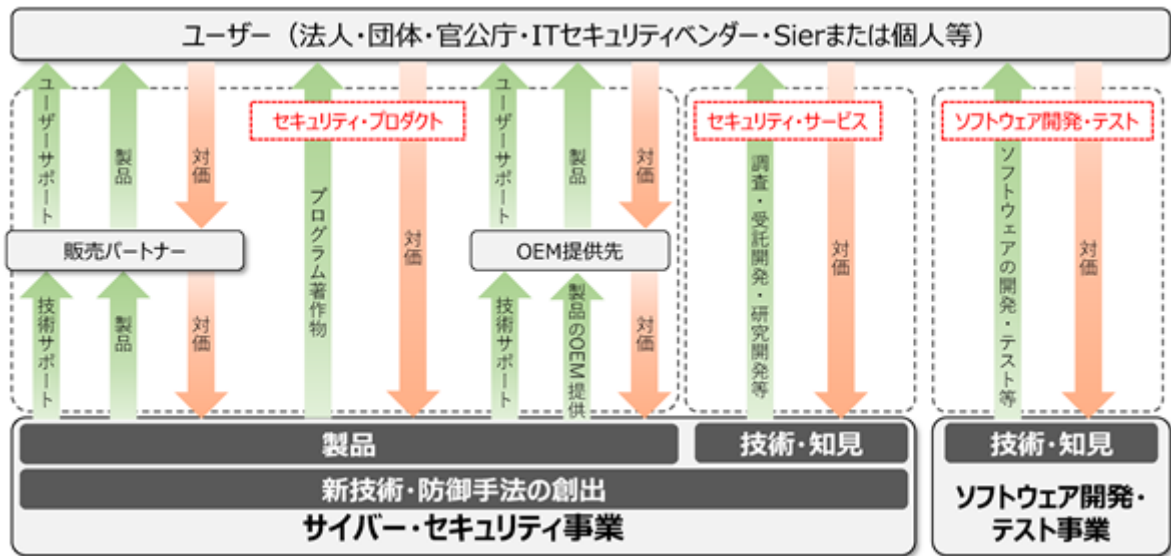 ユーザー（法人・団体・官公庁・ITセキュリティベンダー・Sierまたは個人等）
ユーザーサポート
製品
対価
セキュリティ・プロダクト
プログラム著作物
対価
ユーザーサポート
製品
対価
セキュリティ・サービス
調査・受託開発・研究開発等
対価
ソフトウェア開発・テスト
ソフトウェアの開発・テスト等
対価
販売パートナー
OEM提供先
技術サポート
製品
対価
技術サポート
製品のOEM提供
対価
製品
技術・知見
技術・知見
新技術・防御手法の創出
サイバー・セキュリティ事業
ソフトウェア開発・
テスト事業